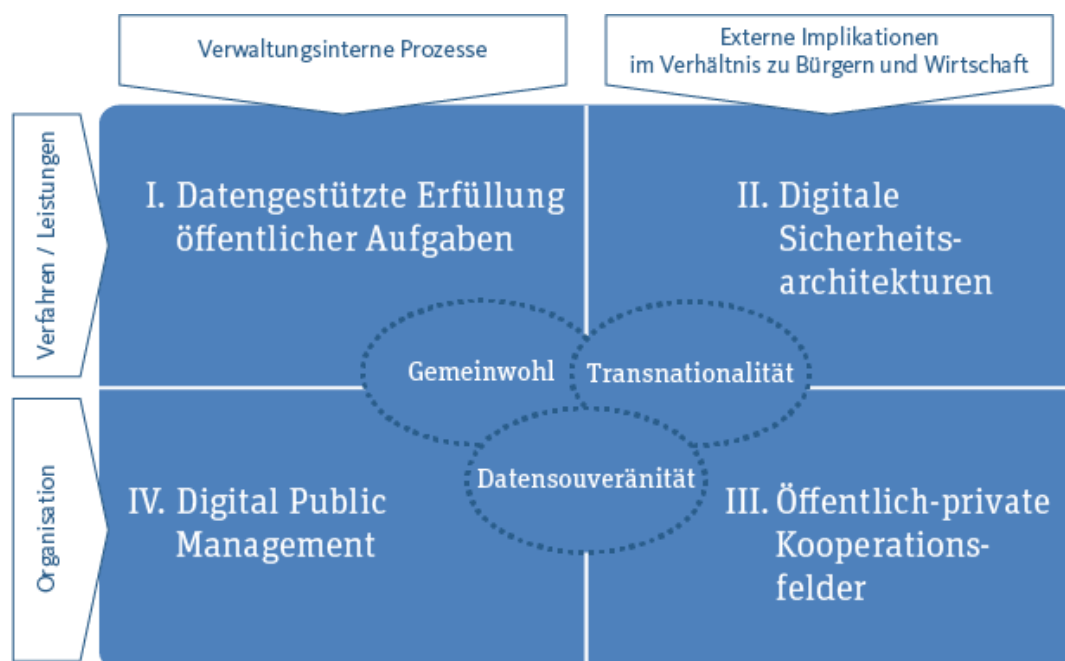 Verwaltungsinterne Prozesse
Externe Implikationen
im Verhältnis zu Bürgern und Wirtschaft
Verfahren / Leistungen
I. Datengestützte Erfüllung
öffentlicher Aufgaben
II. Digitale
Sicherheits-
architekturen
Gemeinwohl
Transnationalität
Datensouveränität
Organisation
IV. Digital Public
Management
III. Öffentlich-private
Kooperations-
felder